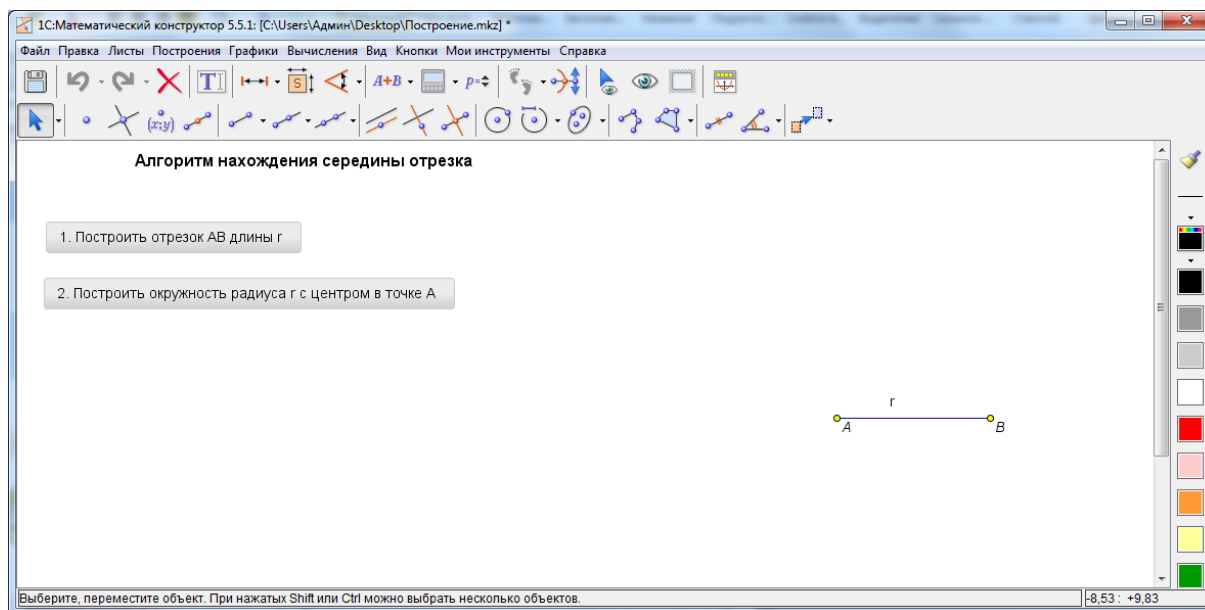 1С:Математический конструктор 5.5.1: [C:\Users\Админ\Desktop\Построение.mkz] *
Файл Правка Листы Построения Графики Вычисления Вид Кнопки Мои инструменты Справка
T S A+B p=
(x;y)
Алгоритм нахождения середины отрезка
1. Построить отрезок АВ длины r
2. Построить окружность радиуса r с центром в точке А
r
A B
Выберите, переместите объект. При нажатых Shift или Ctrl можно выбрать несколько объектов. -8,53 : +9,83